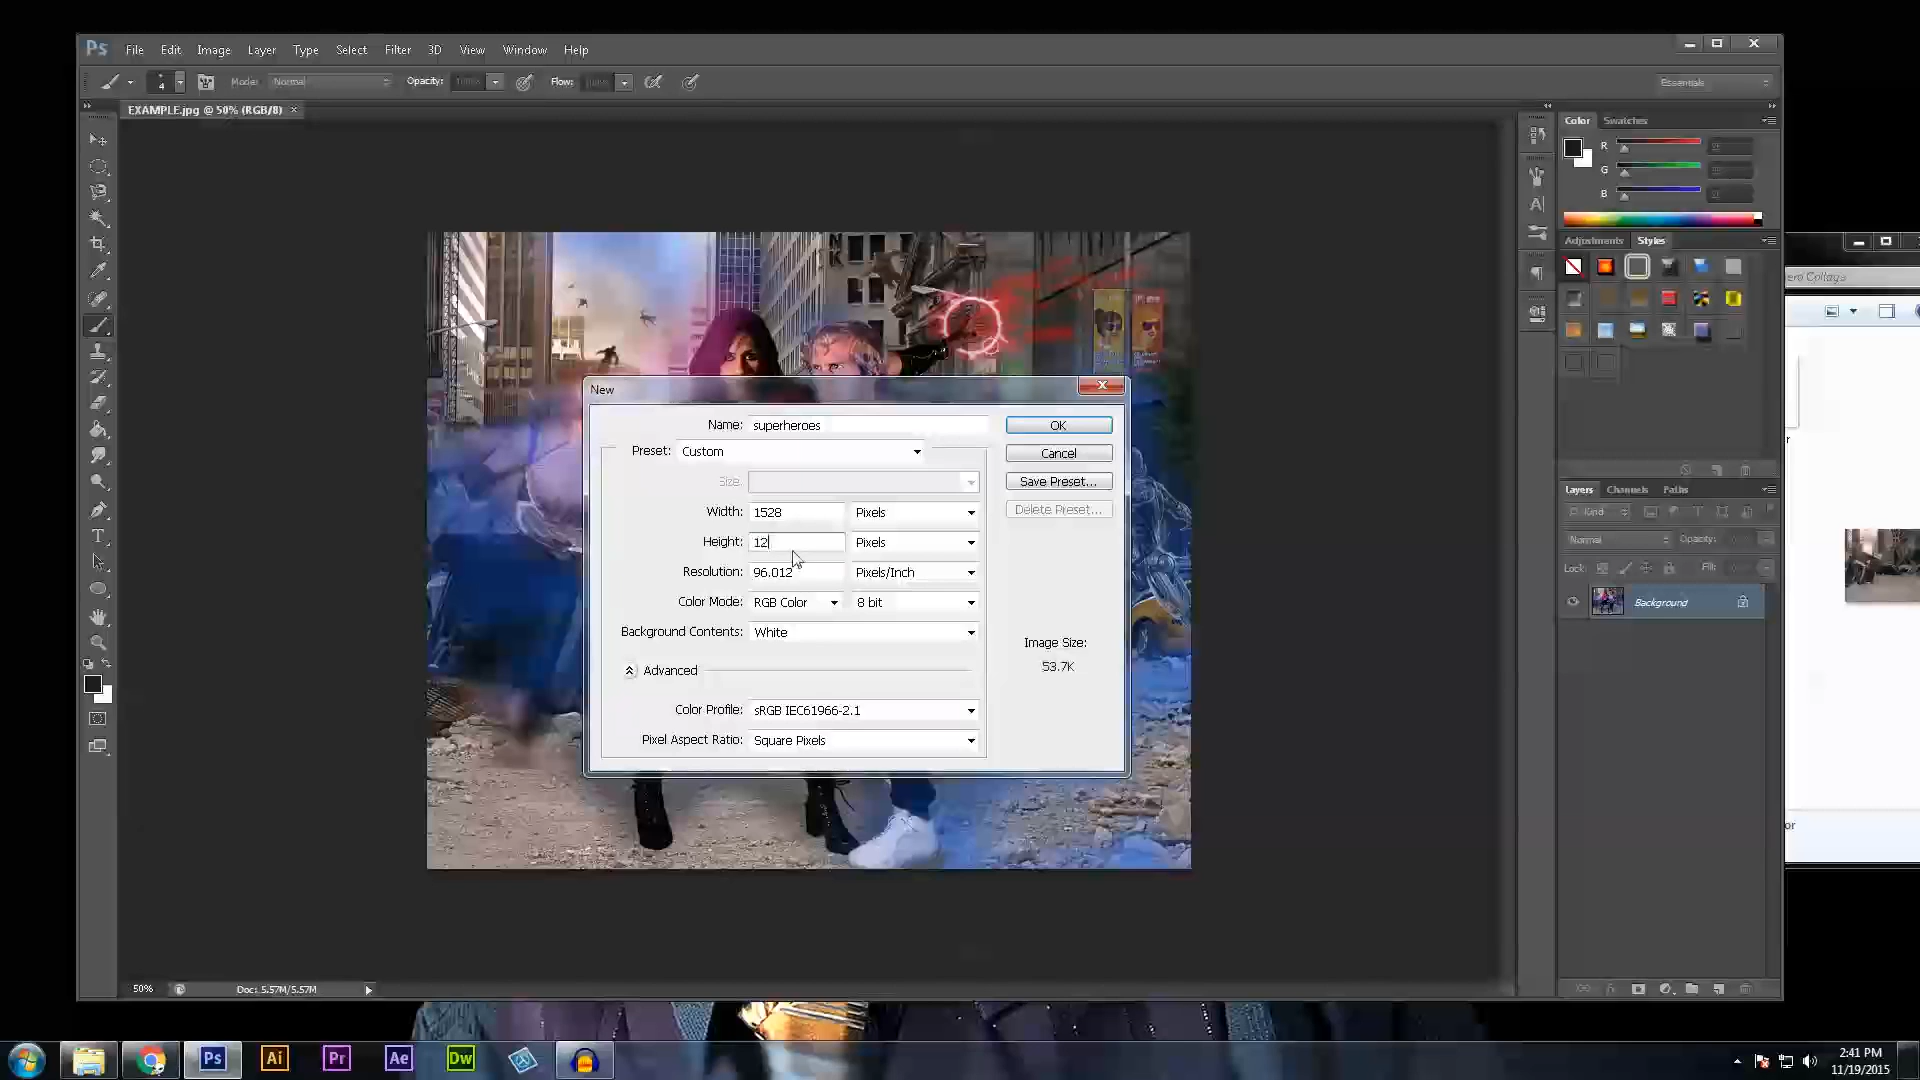 Ps File Edit Image Layer Type Select Filter 3D View Window Help
4 Mode: Normal Opacity: Flow: Essentials
EXAMPLE.jpg @ 50% (RGB/8) ×
Color Swatches
R
G
B
Adjustments Styles
ero Collage
New
Name: superheroes OK
Preset: Custom Cancel
Size: Save Preset...
Width: 1528 Pixels Delete Preset...
Height: 12 Pixels
Resolution: 96.012 Pixels/Inch
Color Mode: RGB Color 8 bit
Background Contents: White
Image Size:
53.7K
Advanced
Color Profile: sRGB IEC61966-2.1
Pixel Aspect Ratio: Square Pixels
Layers Channels Paths
Kind
Normal Opacity:
Lock: Fill:
Background
or
50% Doc: 5.57M/5.57M
Ps Ai Pr Ae Dw
2:41 PM
11/19/2015